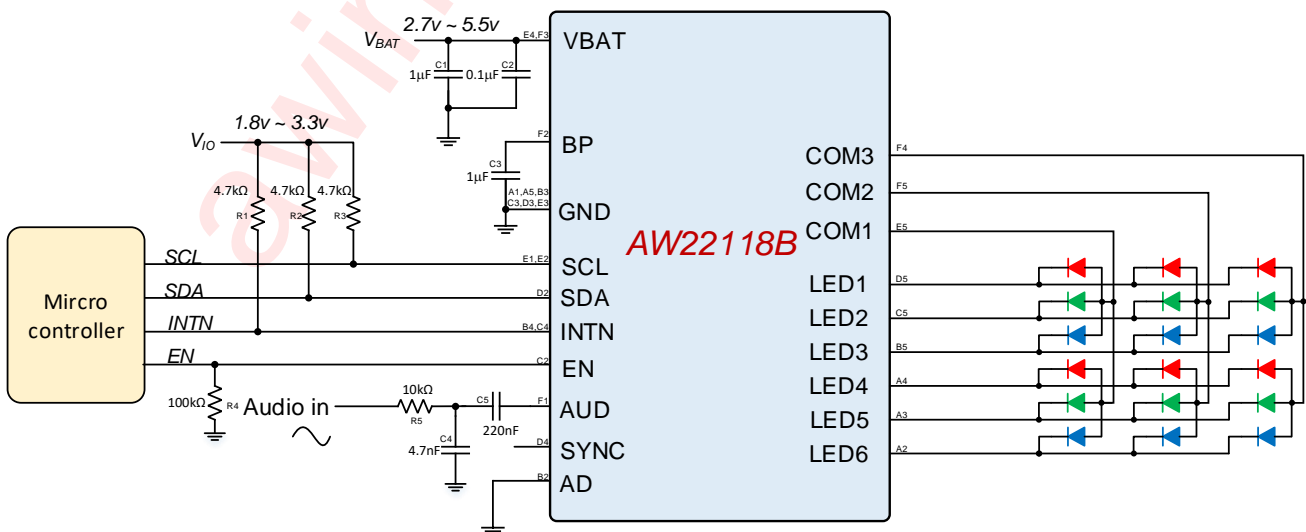 2.7v ~ 5.5v
VBAT
E4,F3
VBAT
C1
1μF
C2
0.1μF
1.8v ~ 3.3v
VIO
F2
BP
C3
1μF
A1,A5,B3
C3,D3,E3
GND
4.7kΩ
4.7kΩ
4.7kΩ
R1
R2
R3
AW22118B
Mircro
controller
SCL
E1,E2
SCL
SDA
D2
SDA
INTN
B4,C4
INTN
EN
C2
EN
100kΩ
R4
Audio in
10kΩ
R5
C5
220nF
F1
AUD
C4
4.7nF
D4
SYNC
B2
AD
COM3
F4
COM2
F5
COM1
E5
LED1
D5
LED2
C5
LED3
B5
LED4
A4
LED5
A3
LED6
A2
awin